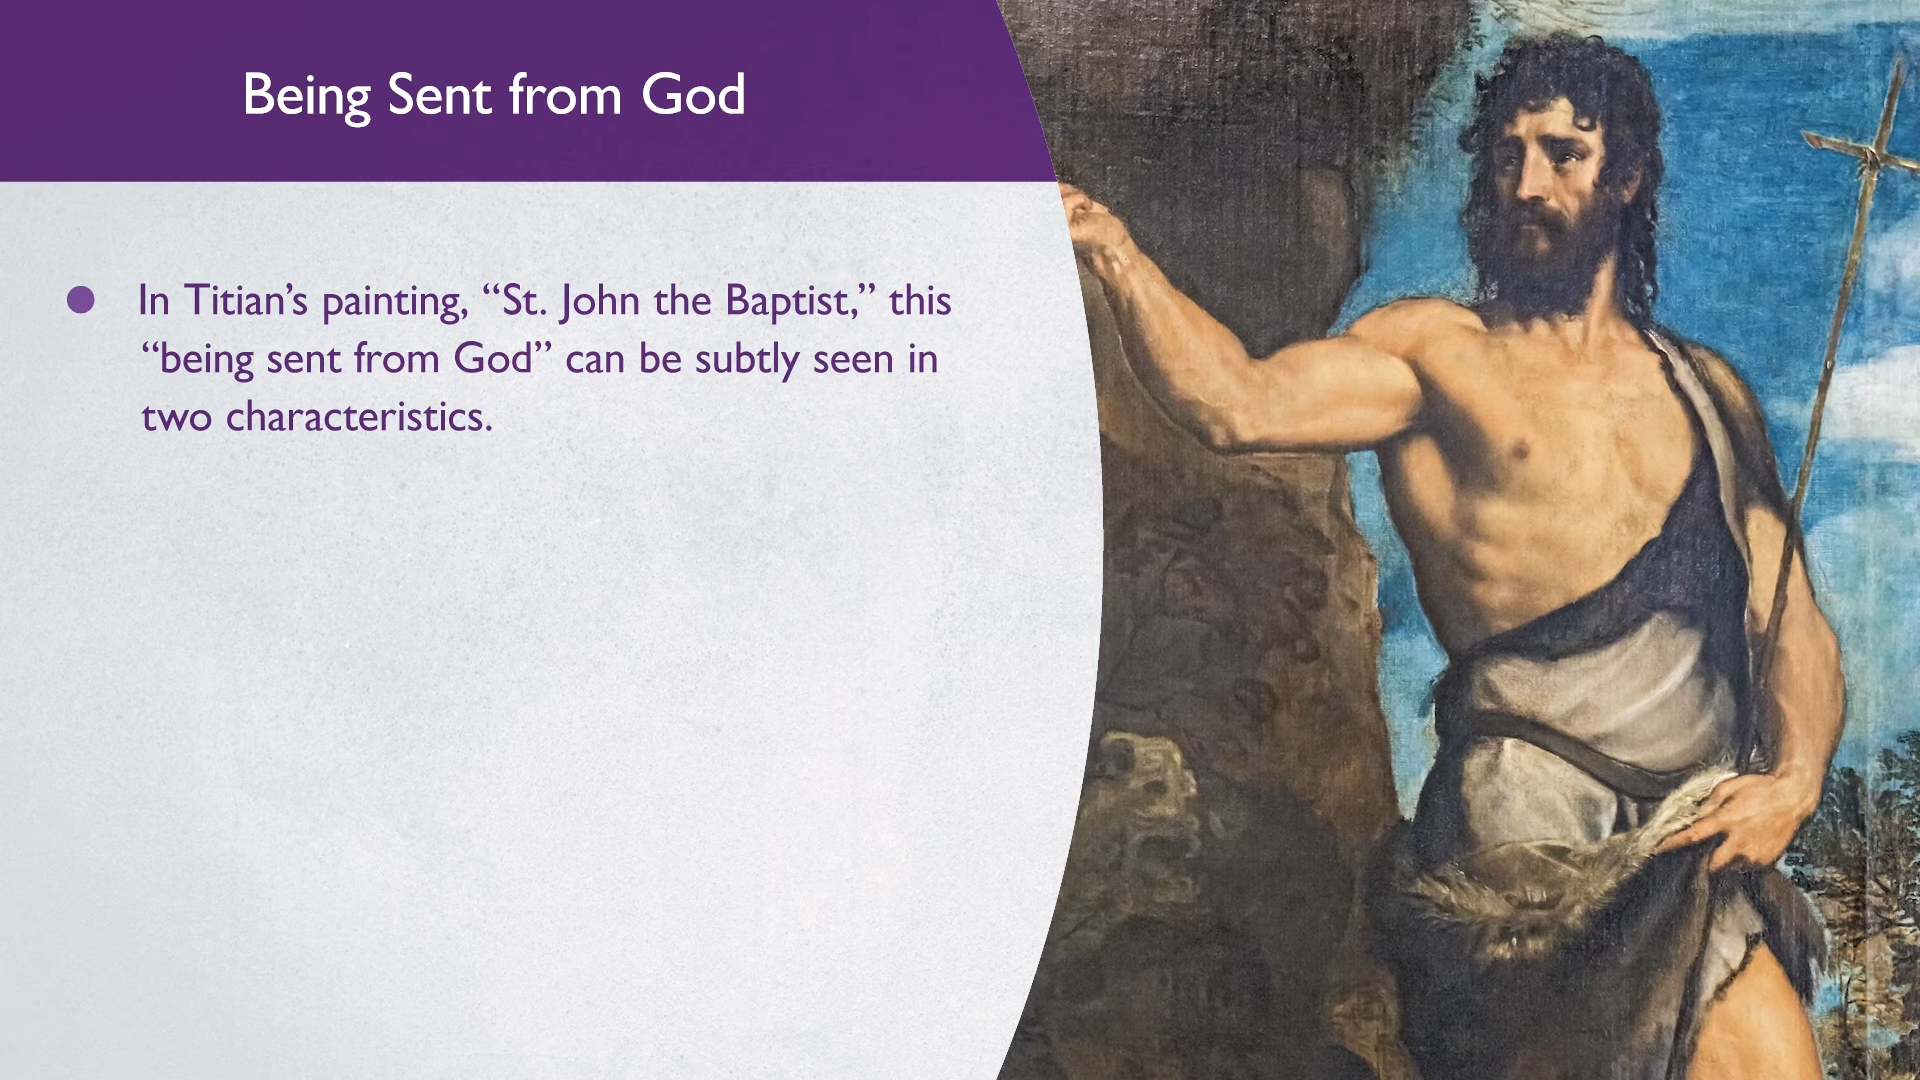 Being Sent from God
In Titian’s painting, “St. John the Baptist,” this
“being sent from God” can be subtly seen in
two characteristics.